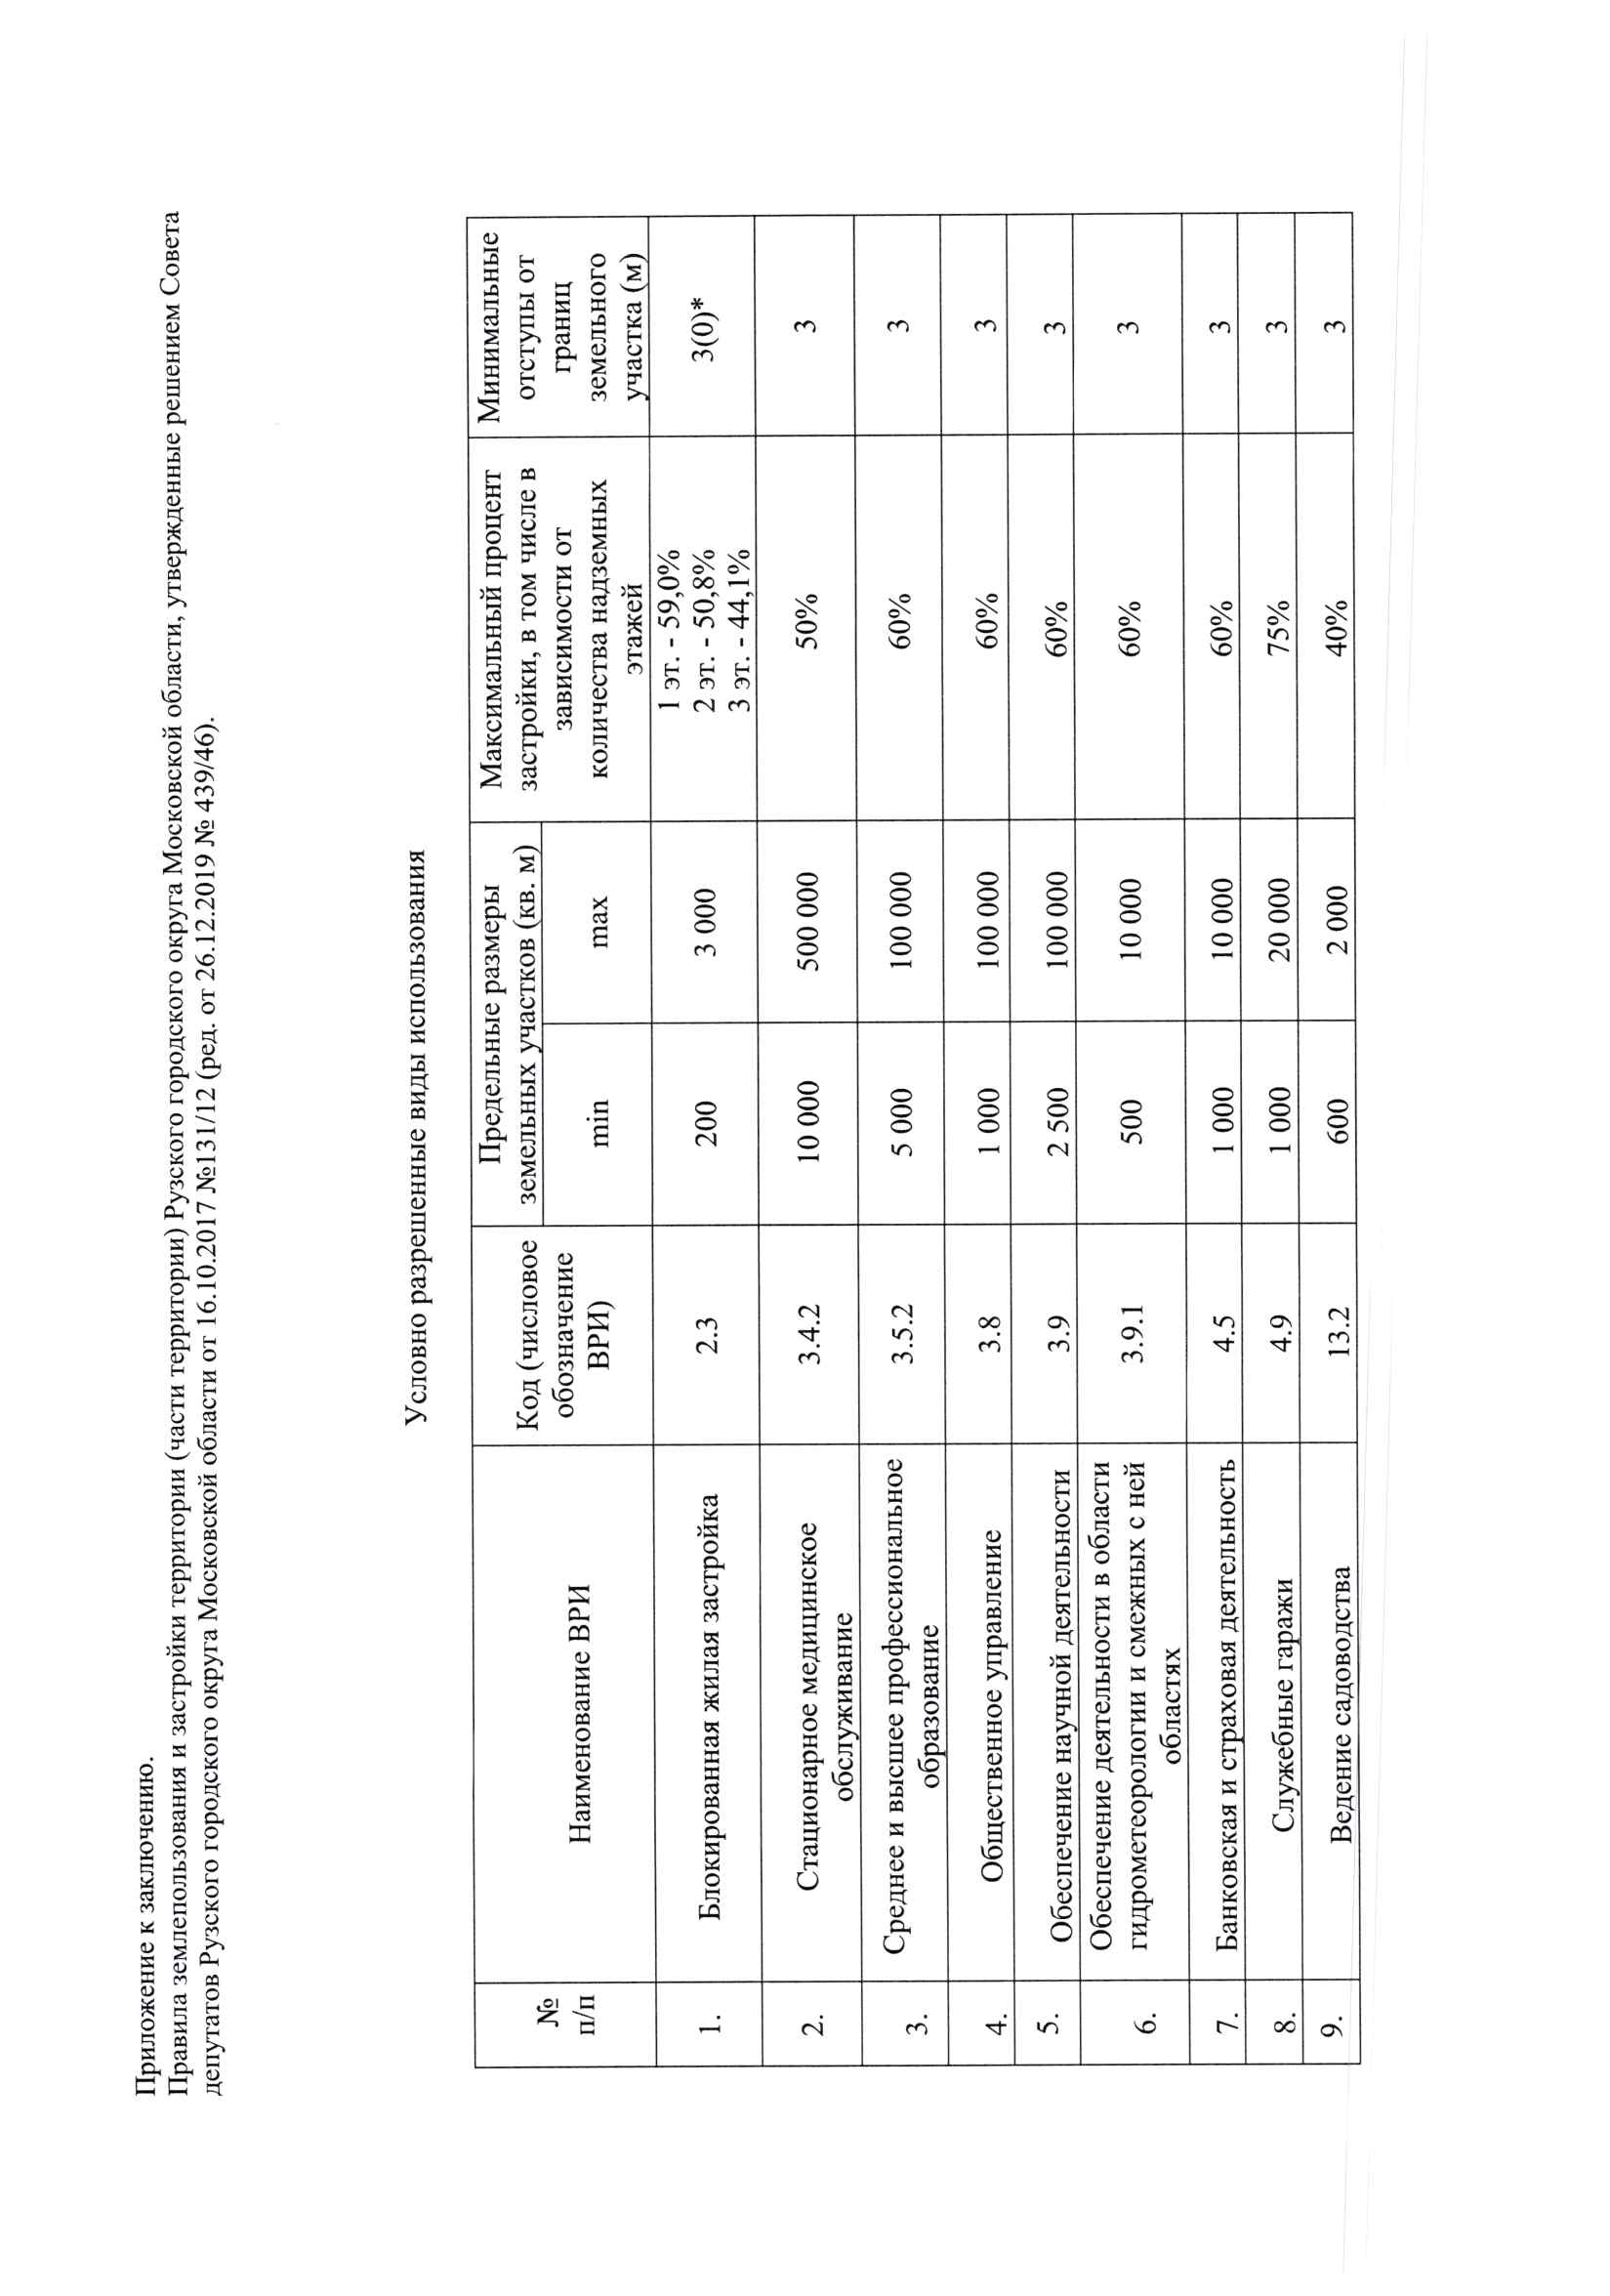 Приложение к заключению.
Правила землепользования и застройки территории (части территории) Рузского городского округа Московской области, утвержденные решением Совета
депутатов Рузского городского округа Московской области от 16.10.2017 №131/12 (ред. от 26.12.2019 № 439/46).
Условно разрешенные виды использования
№
п/п
Наименование ВРИ
Код (числовое
обозначение
ВРИ)
Предельные размеры
земельных участков (кв. м)
min
max
Максимальный процент
застройки, в том числе в
зависимости от
количества надземных
этажей
Минимальные
отступы от
границ
земельного
участка (м)
1.
Блокированная жилая застройка
2.3
200
3 000
1 эт. - 59,0%
2 эт. - 50,8%
3 эт. - 44,1%
3(0)*
2.
Стационарное медицинское
обслуживание
3.4.2
10 000
500 000
50%
3
3.
Среднее и высшее профессиональное
образование
3.5.2
5 000
100 000
60%
3
4.
Общественное управление
3.8
1 000
100 000
60%
3
5.
Обеспечение научной деятельности
3.9
2 500
100 000
60%
3
6.
Обеспечение деятельности в области
гидрометеорологии и смежных с ней
областях
3.9.1
500
10 000
60%
3
7.
Банковская и страховая деятельность
4.5
1 000
10 000
60%
3
8.
Служебные гаражи
4.9
1 000
20 000
75%
3
9.
Ведение садоводства
13.2
600
2 000
40%
3